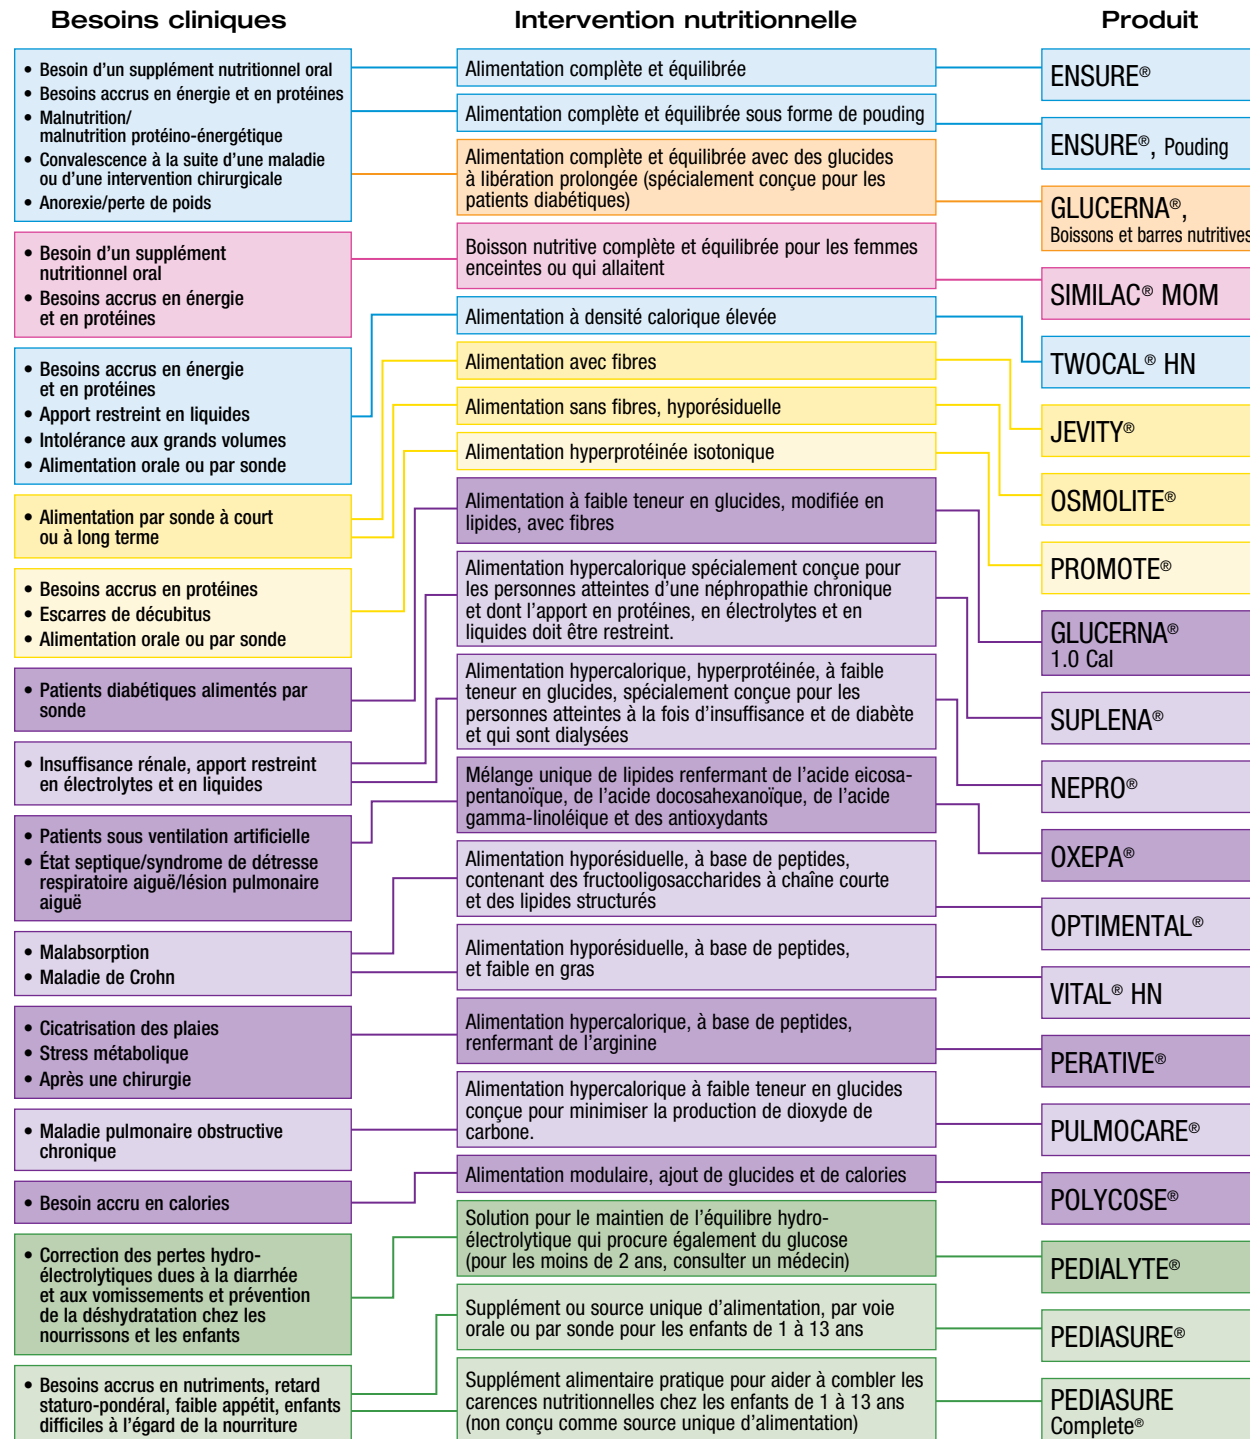 Besoins cliniques
• Besoin d'un supplément nutritionnel oral
• Besoins accrus en énergie et en protéines
• Malnutrition/
malnutrition protéino-énergétique
• Convalescence à la suite d'une maladie
ou d'une intervention chirurgicale
• Anorexie/perte de poids
• Besoin d'un supplément
nutritionnel oral
• Besoins accrus en énergie
et en protéines
• Besoins accrus en énergie
et en protéines
• Apport restreint en liquides
• Intolérance aux grands volumes
• Alimentation orale ou par sonde
• Alimentation par sonde à court
ou à long terme
• Besoins accrus en protéines
• Escarres de décubitus
• Alimentation orale ou par sonde
• Patients diabétiques alimentés par
sonde
• Insuffisance rénale, apport restreint
en électrolytes et en liquides
• Patients sous ventilation artificielle
• État septique/syndrome de détresse
respiratoire aiguë/lésion pulmonaire
aiguë
• Malabsorption
• Maladie de Crohn
• Cicatrisation des plaies
• Stress métabolique
• Après une chirurgie
• Maladie pulmonaire obstructive
chronique
• Besoin accru en calories
• Correction des pertes hydro-
électrolytiques dues à la diarrhée
et aux vomissements et prévention
de la déshydratation chez les
nourrissons et les enfants
• Besoins accrus en nutriments, retard
staturo-pondéral, faible appétit, enfants
difficiles à l'égard de la nourriture
Intervention nutritionnelle
Alimentation complète et équilibrée
Alimentation complète et équilibrée sous forme de pouding
Alimentation complète et équilibrée avec des glucides
à libération prolongée (spécialement conçue pour les
patients diabétiques)
Boisson nutritive complète et équilibrée pour les femmes
enceintes ou qui allaitent
Alimentation à densité calorique élevée
Alimentation avec fibres
Alimentation sans fibres, hyporésiduelle
Alimentation hyperprotéinée isotonique
Alimentation à faible teneur en glucides, modifiée en
lipides, avec fibres
Alimentation hypercalorique spécialement conçue pour
les personnes atteintes d'une néphropathie chronique
et dont l'apport en protéines, en électrolytes et en
liquides doit être restreint.
Alimentation hypercalorique, hyperprotéinée, à faible
teneur en glucides, spécialement conçue pour les
personnes atteintes à la fois d'insuffisance et de diabète
et qui sont dialysées
Mélange unique de lipides renfermant de l'acide eicosa-
pentanoïque, de l'acide docosahexanoïque, de l'acide
gamma-linoléique et des antioxydants
Alimentation hyporésiduelle, à base de peptides,
contenant des fructooligosaccharides à chaîne courte
et des lipides structurés
Alimentation hyporésiduelle, à base de peptides,
et faible en gras
Alimentation hypercalorique, à base de peptides,
renfermant de l'arginine
Alimentation hypercalorique à faible teneur en glucides
conçue pour minimiser la production de dioxyde de
carbone.
Alimentation modulaire, ajout de glucides et de calories
Solution pour le maintien de l'équilibre hydro-
électrolytique qui procure également du glucose
(pour les moins de 2 ans, consulter un médecin)
Supplément ou source unique d'alimentation, par voie
orale ou par sonde pour les enfants de 1 à 13 ans
Supplément alimentaire pratique pour aider à combler les
carences nutritionnelles chez les enfants de 1 à 13 ans
(non conçu comme source unique d'alimentation)
Produit
ENSURE®
ENSURE®, Pouding
GLUCERNA®,
Boissons et barres nutritives
SIMILAC® MOM
TWOCAL® HN
JEVITY®
OSMOLITE®
PROMOTE®
GLUCERNA®
1.0 Cal
SUPLENA®
NEPRO®
OXEPA®
OPTIMENTAL®
VITAL® HN
PERATIVE®
PULMOCARE®
POLYCOSE®
PEDIALYTE®
PEDIASURE®
PEDIASURE
Complete®